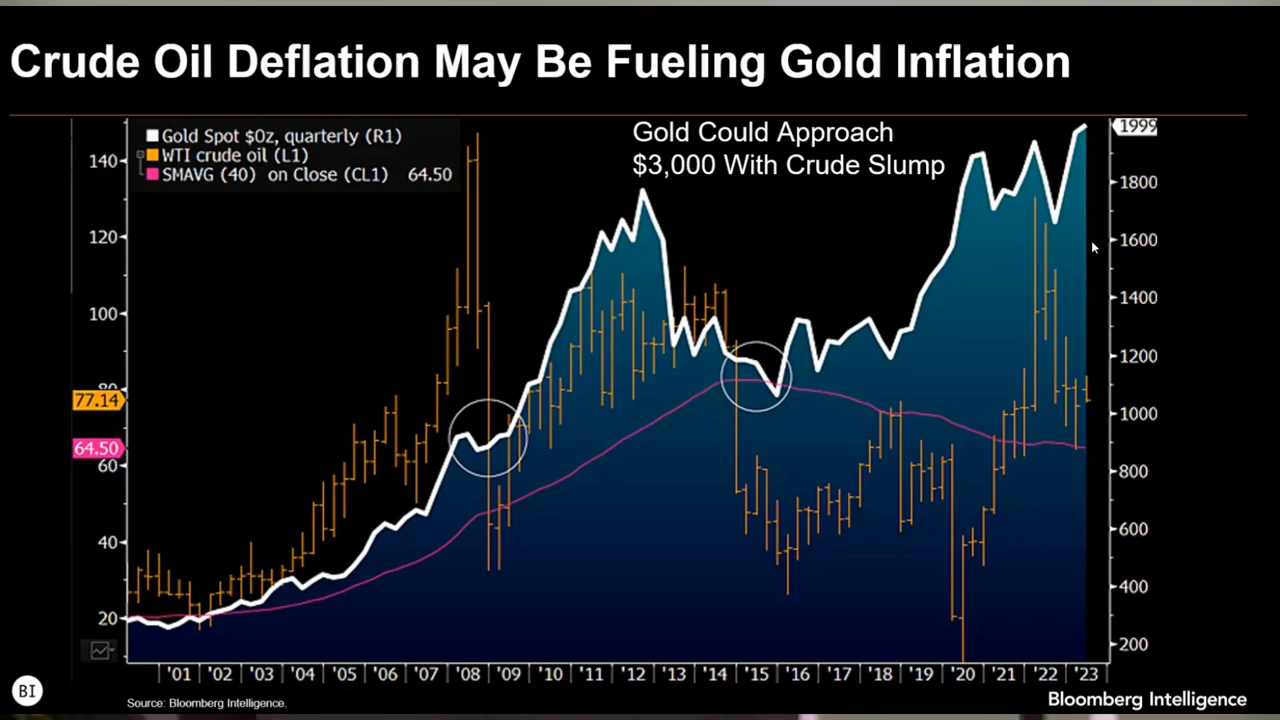 Crude Oil Deflation May Be Fueling Gold Inflation
Gold Spot $Oz, quarterly (R1)
WTI crude oil (L1)
SMAVG (40) on Close (CL1) 64.50
Gold Could Approach
$3,000 With Crude Slump
140
120
100
80
77.14
64.50
60
40
20
1999
1800
1600
1400
1200
1000
800
600
400
200
'01 '02 '03 '04 '05 '06 '07 '08 '09 '10 '11 '12 '13 '14 '15 '16 '17 '18 '19 '20 '21 '22 '23
BI
Source: Bloomberg Intelligence.
Bloomberg Intelligence